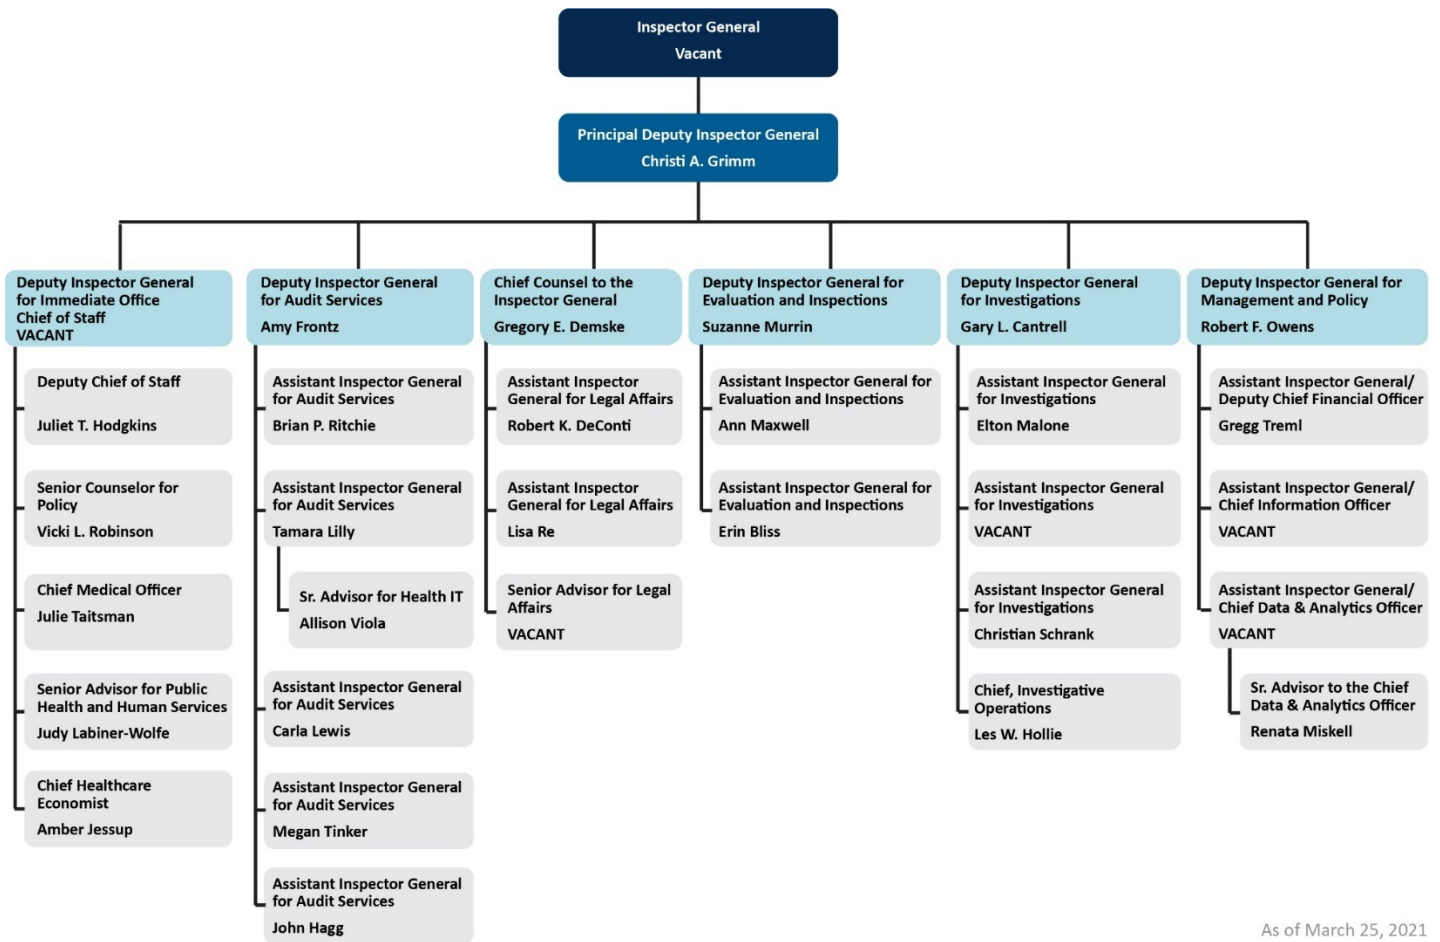 Inspector General
Vacant
Principal Deputy Inspector General
Christi A. Grimm
Deputy Inspector General
for Immediate Office
Chief of Staff
VACANT
Deputy Chief of Staff
Juliet T. Hodgkins
Senior Counselor for
Policy
Vicki L. Robinson
Chief Medical Officer
Julie Taitsman
Senior Advisor for Public
Health and Human Services
Judy Labiner-Wolfe
Chief Healthcare
Economist
Amber Jessup
Deputy Inspector General
for Audit Services
Amy Frontz
Assistant Inspector General
for Audit Services
Brian P. Ritchie
Assistant Inspector General
for Audit Services
Tamara Lilly
Sr. Advisor for Health IT
Allison Viola
Assistant Inspector General
for Audit Services
Carla Lewis
Assistant Inspector General
for Audit Services
Megan Tinker
Assistant Inspector General
for Audit Services
John Hagg
Chief Counsel to the
Inspector General
Gregory E. Demske
Assistant Inspector
General for Legal Affairs
Robert K. DeConti
Assistant Inspector
General for Legal Affairs
Lisa Re
Senior Advisor for Legal
Affairs
VACANT
Deputy Inspector General for
Evaluation and Inspections
Suzanne Murrin
Assistant Inspector General for
Evaluation and Inspections
Ann Maxwell
Assistant Inspector General for
Evaluation and Inspections
Erin Bliss
Deputy Inspector General
for Investigations
Gary L. Cantrell
Assistant Inspector General
for Investigations
Elton Malone
Assistant Inspector General
for Investigations
VACANT
Assistant Inspector General
for Investigations
Christian Schrank
Chief, Investigative
Operations
Les W. Hollie
Deputy Inspector General for
Management and Policy
Robert F. Owens
Assistant Inspector General/
Deputy Chief Financial Officer
Gregg Treml
Assistant Inspector General/
Chief Information Officer
VACANT
Assistant Inspector General/
Chief Data & Analytics Officer
VACANT
Sr. Advisor to the Chief
Data & Analytics Officer
Renata Miskell
As of March 25, 2021